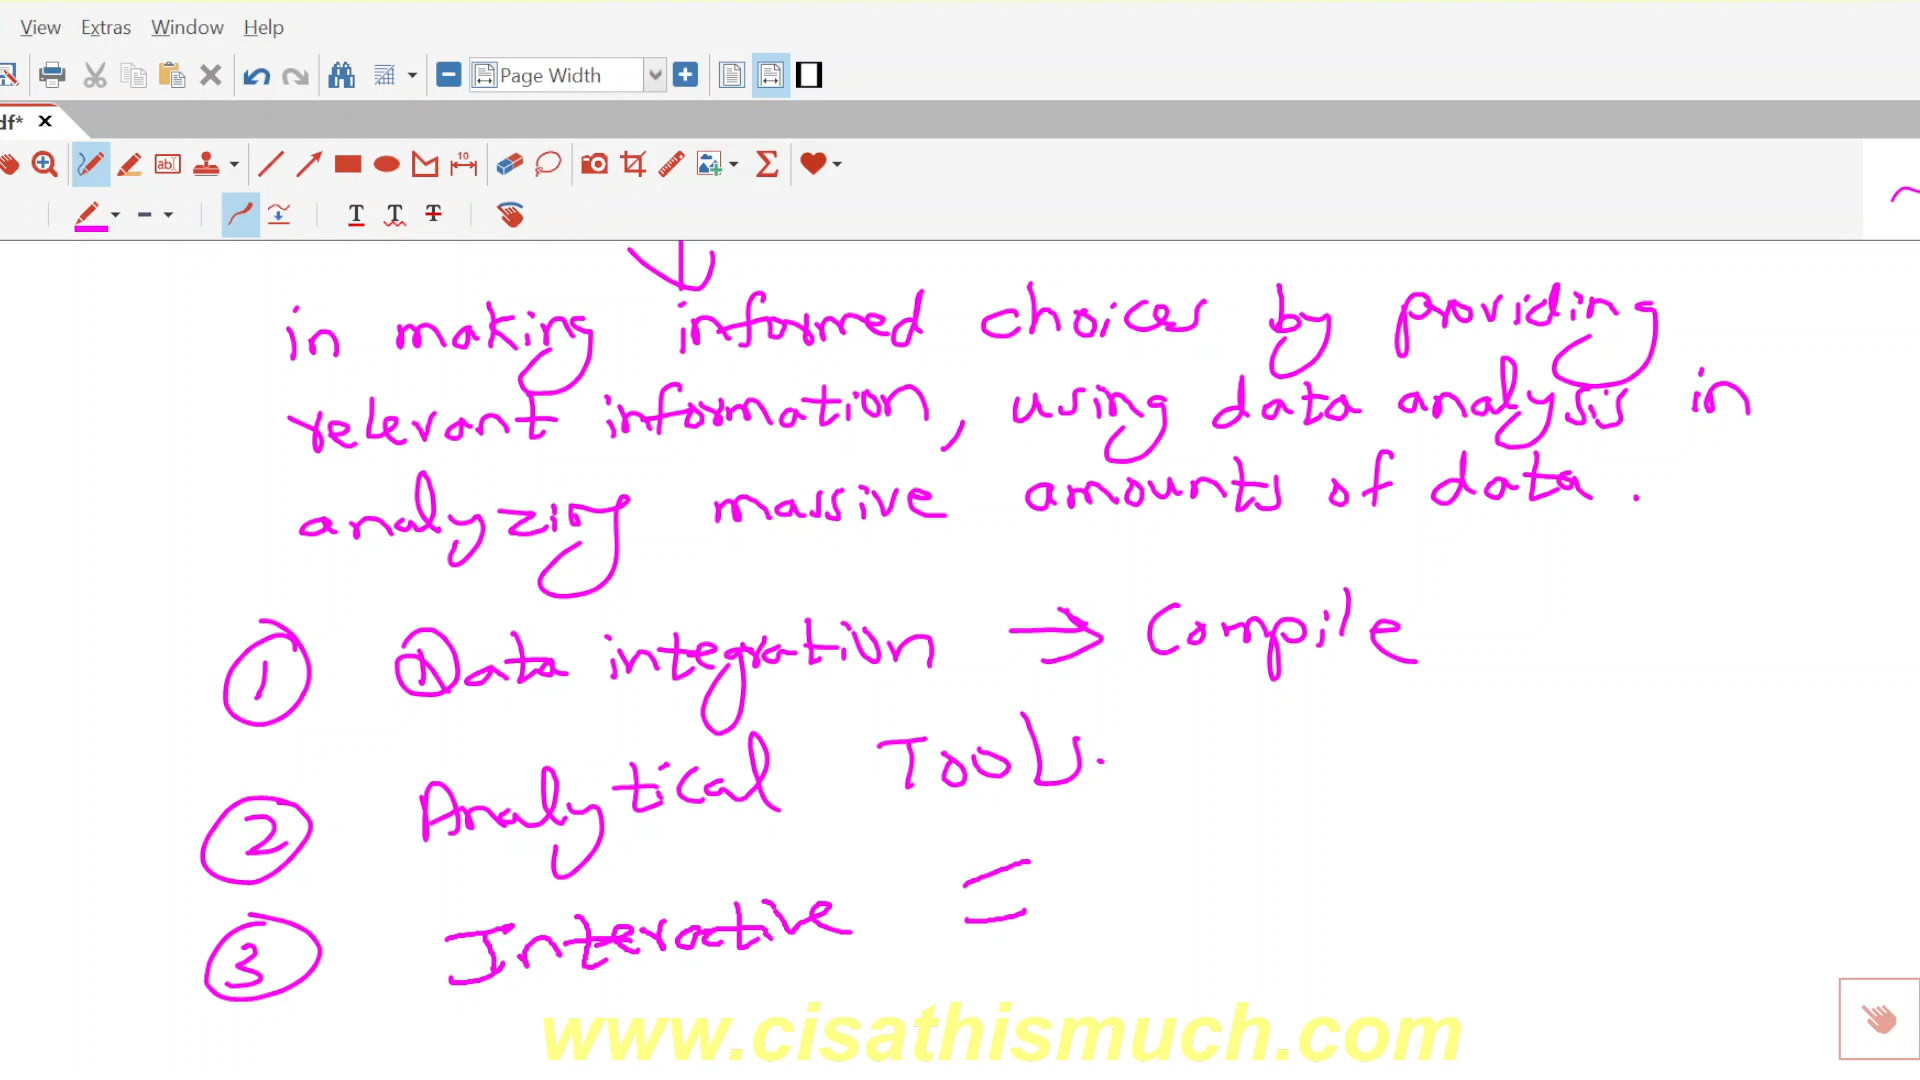 View Extras Window Help
Page Width
df*
10
T T T
in making informed choices by providing
relevant information, using data analysis in
analyzing massive amounts of data.
1 Data integration → Compile
2 Analytical Tools.
3 Interactive =
www.cisathismuch.com